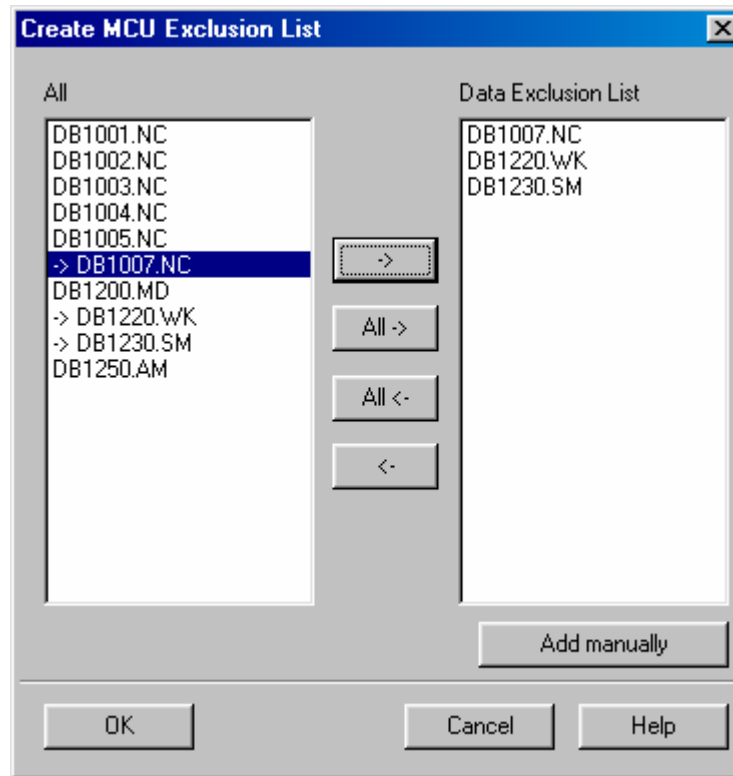 Create MCU Exclusion List
All
DB1001.NC
DB1002.NC
DB1003.NC
DB1004.NC
DB1005.NC
-> DB1007.NC
DB1200.MD
-> DB1220.WK
-> DB1230.SM
DB1250.AM
->
All ->
All <-
<-
Data Exclusion List
DB1007.NC
DB1220.WK
DB1230.SM
Add manually
OK
Cancel
Help